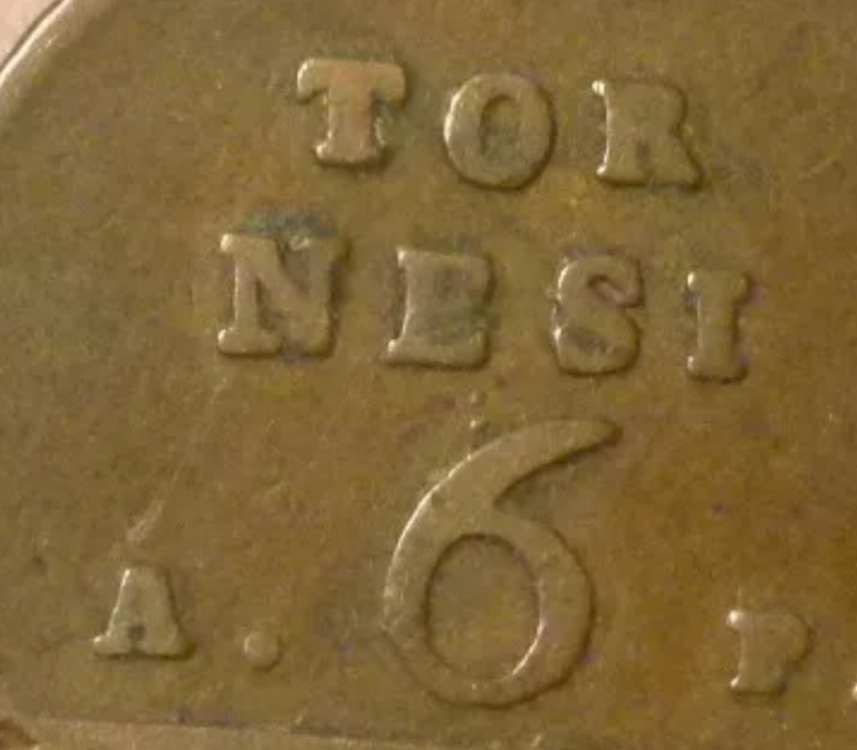 TOR
NESI
A. 6 P.